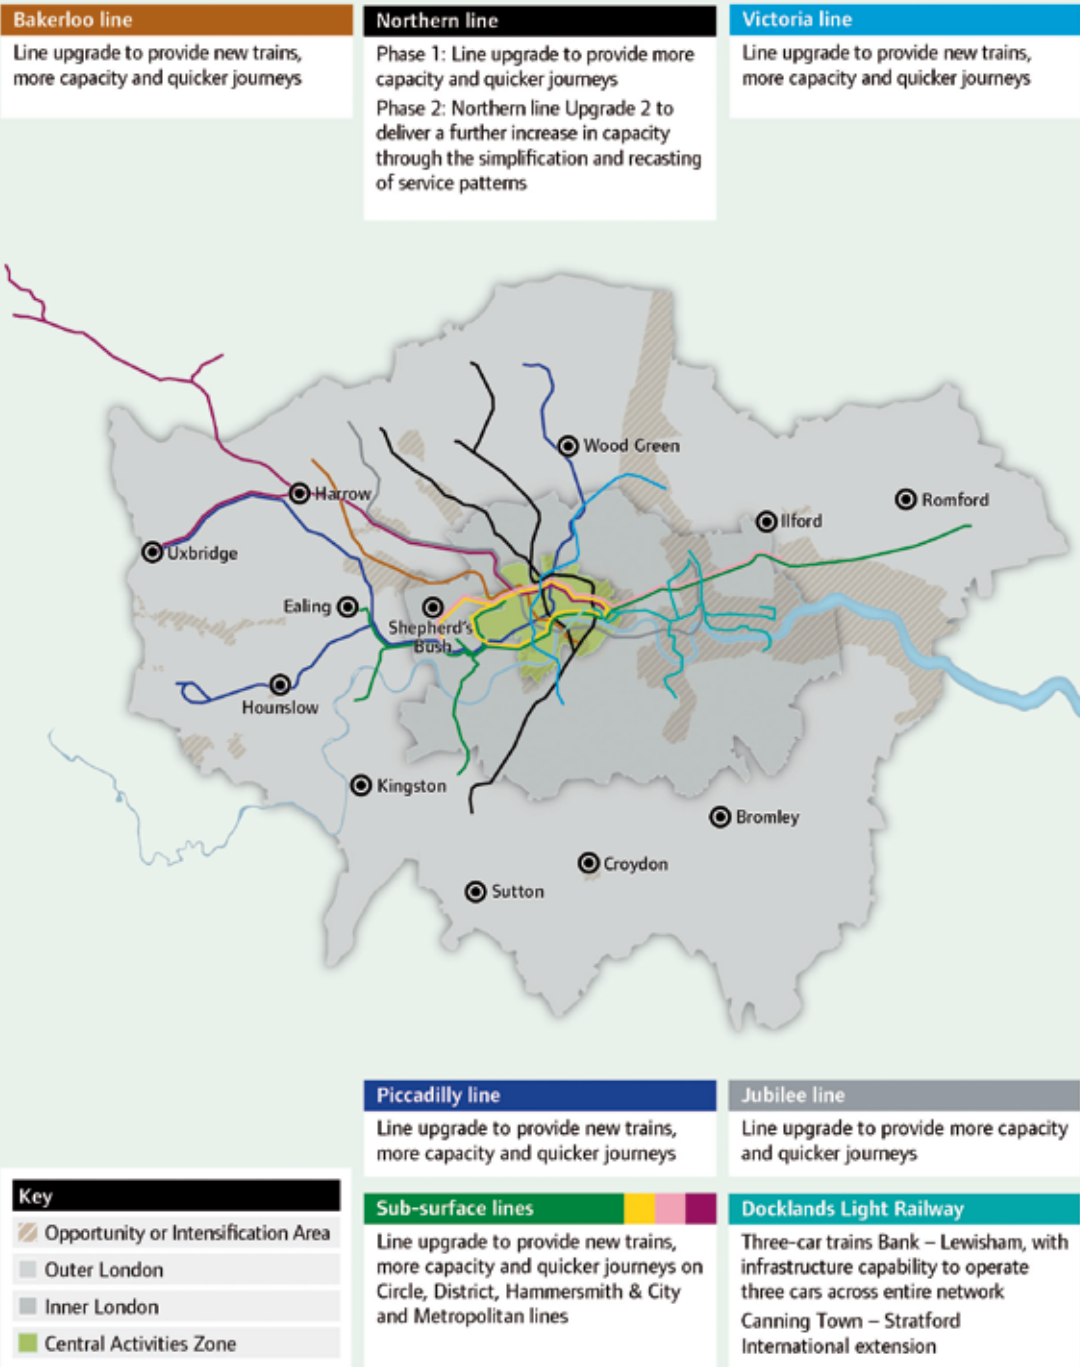 Bakerloo line
Line upgrade to provide new trains,
more capacity and quicker journeys
Northern line
Phase 1: Line upgrade to provide more
capacity and quicker journeys
Phase 2: Northern line Upgrade 2 to
deliver a further increase in capacity
through the simplification and recasting
of service patterns
Victoria line
Line upgrade to provide new trains,
more capacity and quicker journeys
Wood Green
Harrow
Romford
Ilford
Uxbridge
Ealing
Shepherd's
Bush
Hounslow
Kingston
Bromley
Croydon
Sutton
Piccadilly line
Line upgrade to provide new trains,
more capacity and quicker journeys
Jubilee line
Line upgrade to provide more capacity
and quicker journeys
Key
Opportunity or Intensification Area
Outer London
Inner London
Central Activities Zone
Sub-surface lines
Line upgrade to provide new trains,
more capacity and quicker journeys on
Circle, District, Hammersmith & City
and Metropolitan lines
Docklands Light Railway
Three-car trains Bank – Lewisham, with
infrastructure capability to operate
three cars across entire network
Canning Town – Stratford
International extension